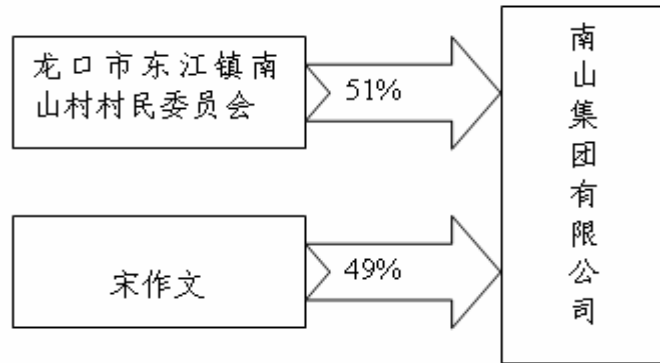 龙口市东江镇南
山村村民委员会
51%
宋作文
49%
南山集团有限公司